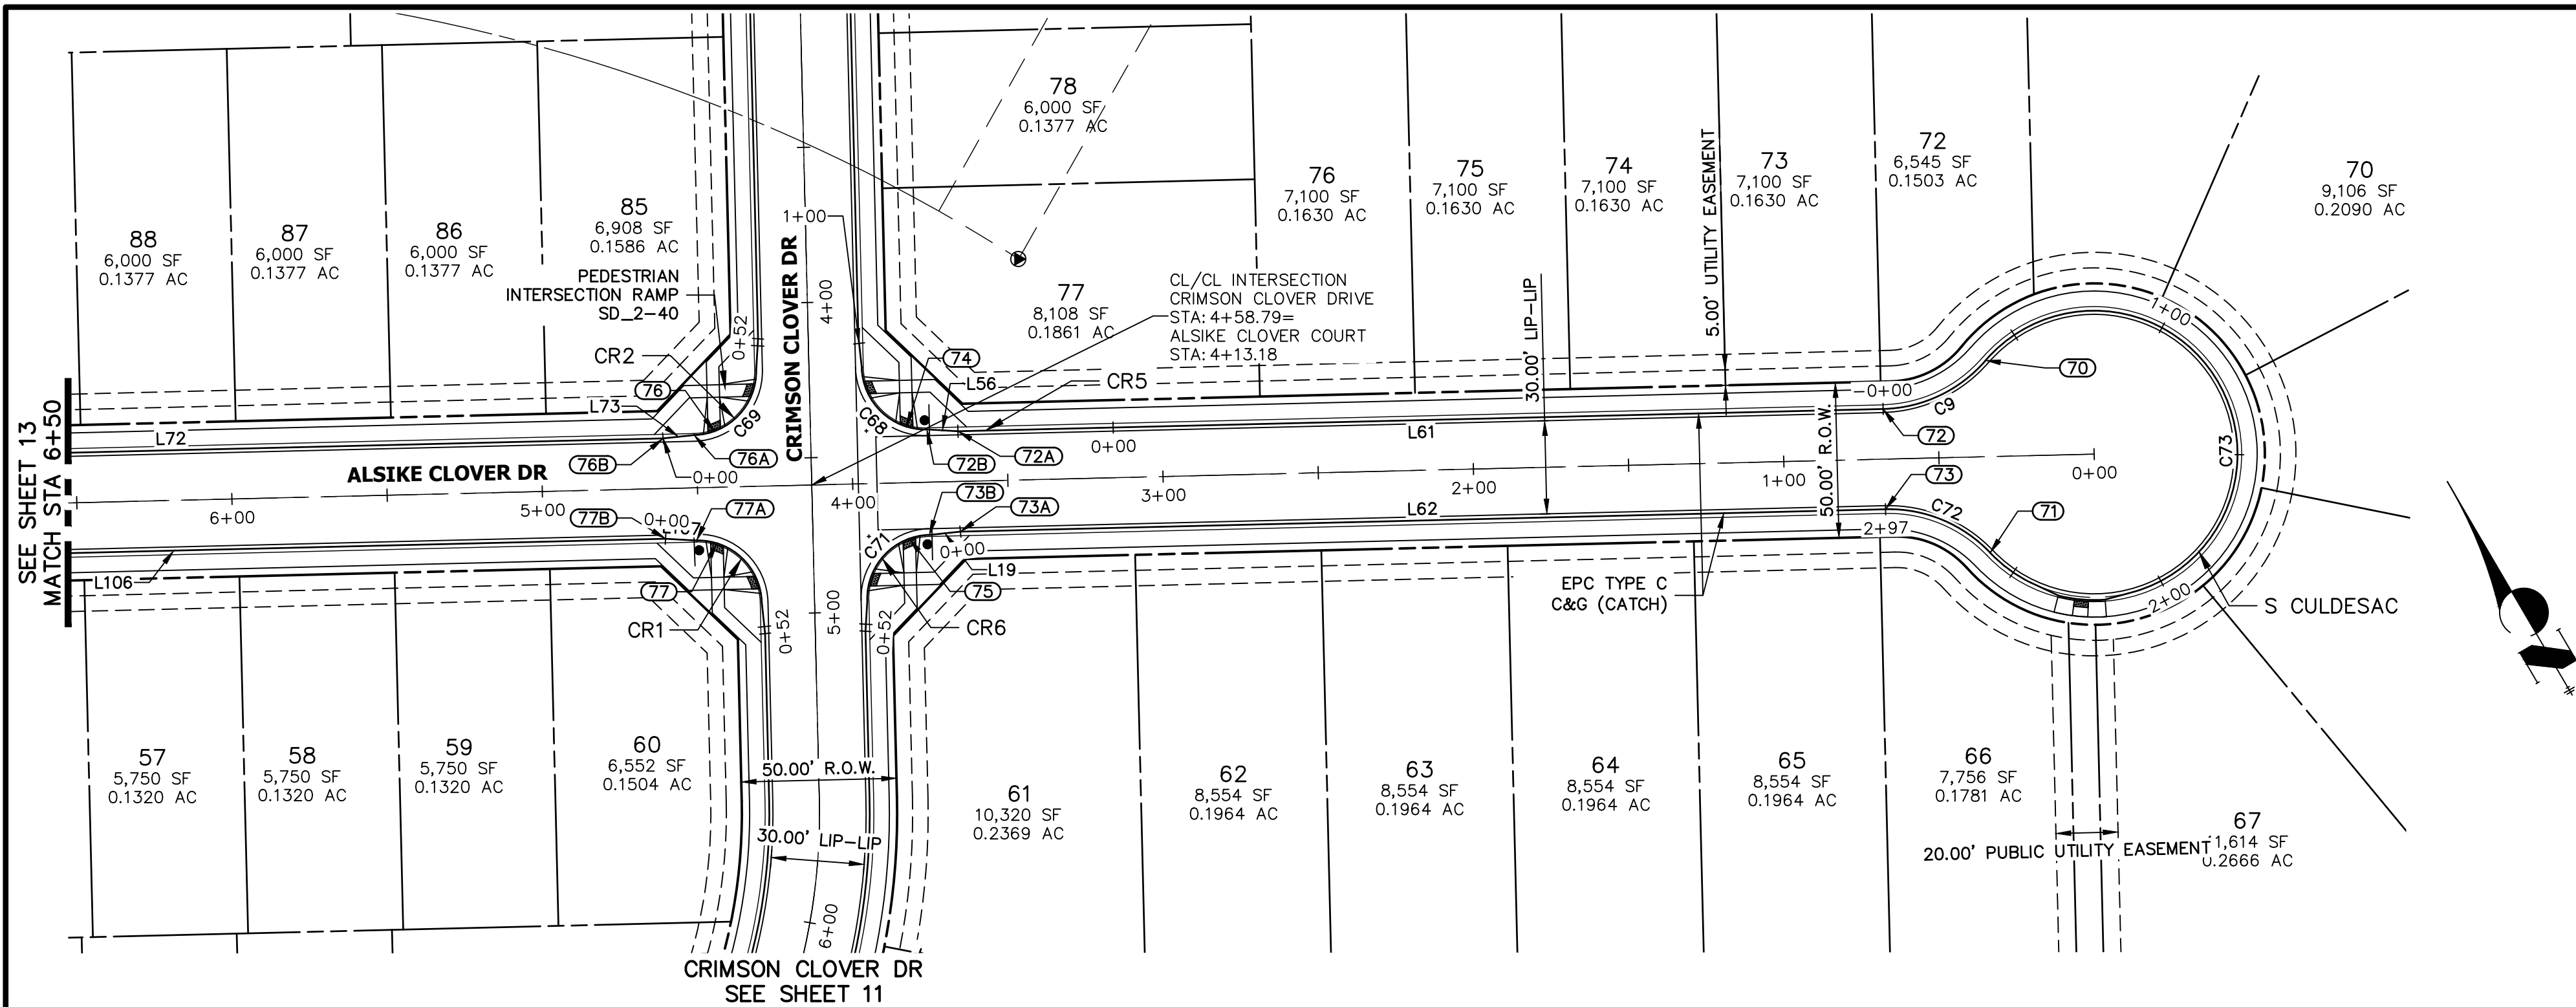 78
6,000 SF
0.1377 AC
72
6,545 SF
0.1503 AC
70
9,106 SF
0.2090 AC
73
7,100 SF
0.1630 AC
74
7,100 SF
0.1630 AC
75
7,100 SF
0.1630 AC
76
7,100 SF
0.1630 AC
5.00' UTILITY EASEMENT
85
6,908 SF
0.1586 AC
86
6,000 SF
0.1377 AC
87
6,000 SF
0.1377 AC
88
6,000 SF
0.1377 AC
1+00
CRIMSON CLOVER DR
4+00
PEDESTRIAN
INTERSECTION RAMP
SD_2-40
77
8,108 SF
0.1861 AC
CL/CL INTERSECTION
CRIMSON CLOVER DRIVE
STA: 4+58.79=
ALSIKE CLOVER COURT
STA: 4+13.18
30.00' LIP-LIP
1+00
0+52
CR2
76
L73
C69
C68
74
L56
CR5
70
-0+00
C9
72
L72
76B
76A
0+00
72B
72A
0+00
L61
50.00' R.O.W.
C73
SEE SHEET 13
MATCH STA 6+50
ALSIKE CLOVER DR
6+00
5+00
4+00
3+00
2+00
1+00
0+00
73
77B
0+00
77A
73B
73A
L62
C72
71
2+97
C71
0+00
L19
L106
77
75
CR1
CR6
0+52
5+00
0+52
EPC TYPE C
C&G (CATCH)
2+00
S CULDESAC
57
5,750 SF
0.1320 AC
58
5,750 SF
0.1320 AC
59
5,750 SF
0.1320 AC
60
6,552 SF
0.1504 AC
50.00' R.O.W.
30.00' LIP-LIP
61
10,320 SF
0.2369 AC
62
8,554 SF
0.1964 AC
63
8,554 SF
0.1964 AC
64
8,554 SF
0.1964 AC
65
8,554 SF
0.1964 AC
66
7,756 SF
0.1781 AC
67
SF
0.2666 AC
20.00' PUBLIC UTILITY EASEMENT
6+00
CRIMSON CLOVER DR
SEE SHEET 11